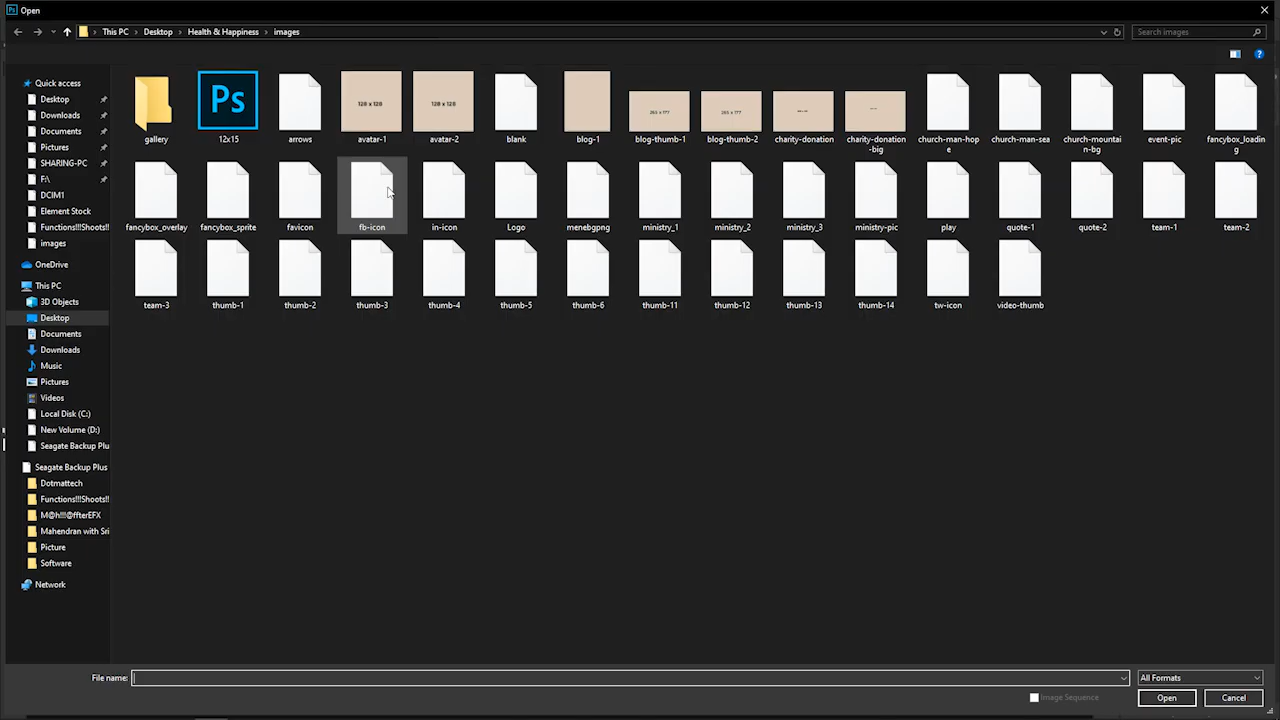 Open
This PC > Desktop > Health & Happiness > images
Search images
Quick access
Desktop
Downloads
Documents
Pictures
SHARING-PC
F:\
DCIM1
Element Stock
Functions!!!Shoots!!
images
OneDrive
This PC
3D Objects
Desktop
Documents
Downloads
Music
Pictures
Videos
Local Disk (C:)
New Volume (D:)
Seagate Backup Plu
Seagate Backup Plus
Dotmattech
Functions!!!Shoots!!
M@h!!!@ffterEFX
Mahendran with Sri
Picture
Software
Network
Ps
128 x 128
128 x 128
gallery
12x15
arrows
avatar-1
avatar-2
blank
blog-1
blog-thumb-1
blog-thumb-2
charity-donation
charity-donation
-big
church-man-hop
e
church-man-sea
church-mountain
-bg
event-pic
fancybox_loadin
g
fancybox_overlay
fancybox_sprite
favicon
fb-icon
in-icon
Logo
menebgpng
ministry_1
ministry_2
ministry_3
ministry-pic
play
quote-1
quote-2
team-1
team-2
team-3
thumb-1
thumb-2
thumb-3
thumb-4
thumb-5
thumb-6
thumb-11
thumb-12
thumb-13
thumb-14
tw-icon
video-thumb
File name:
All Formats
Image Sequence
Open
Cancel